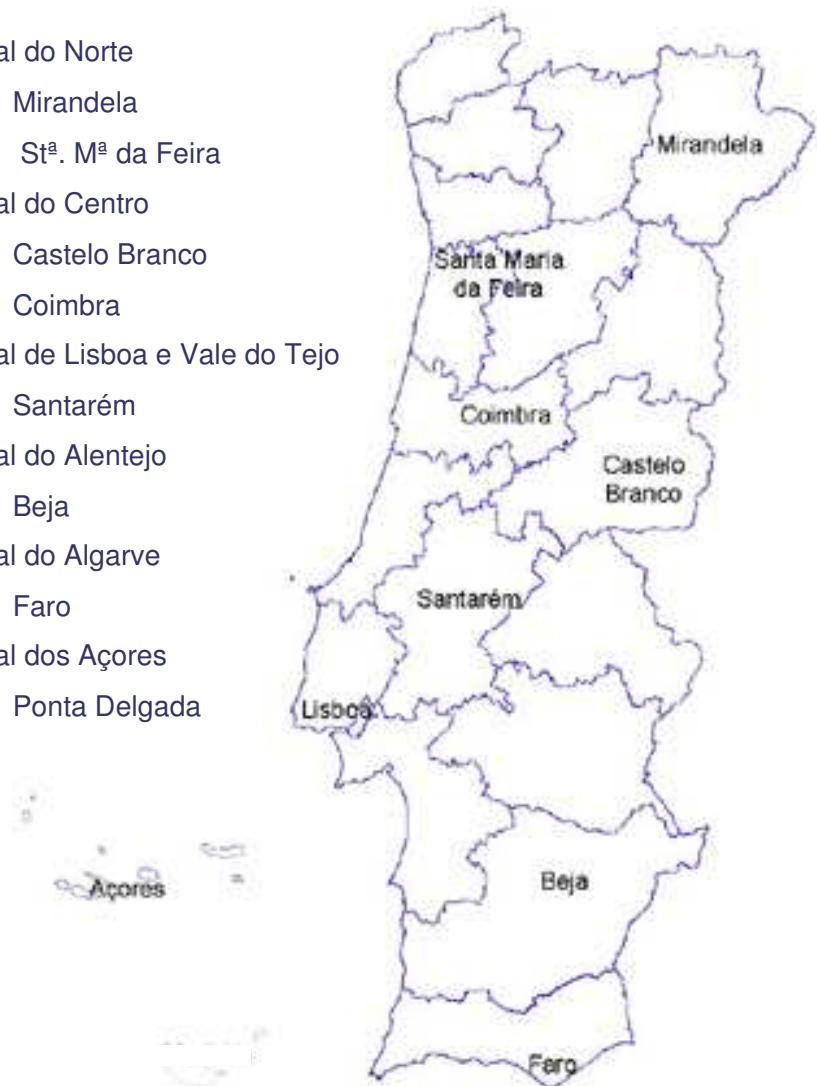 al do Norte
Mirandela
Stª. Mª da Feira
al do Centro
Castelo Branco
Coimbra
al de Lisboa e Vale do Tejo
Santarém
al do Alentejo
Beja
al do Algarve
Faro
al dos Açores
Ponta Delgada
Mirandela
Santa Maria
da Feira
Coimbra
Castelo
Branco
Santarém
Lisboa
Açores
Beja
Faro